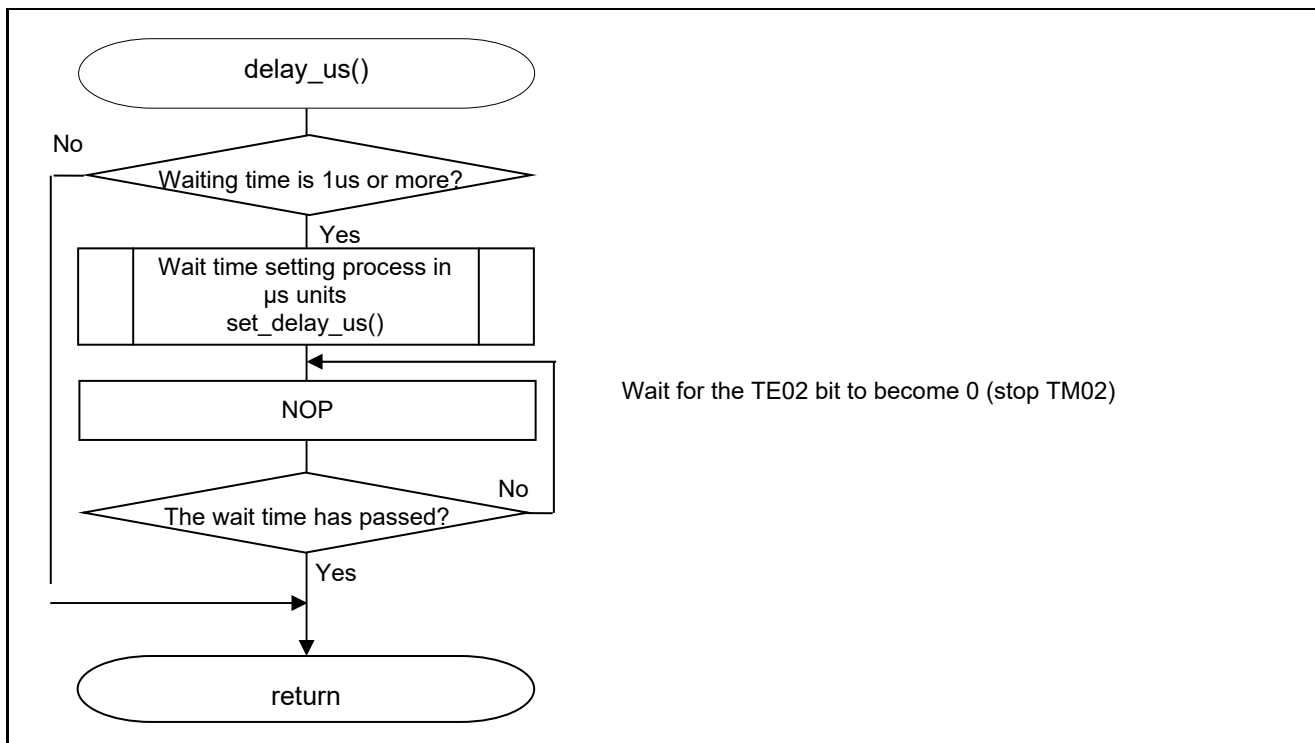 delay_us()
No
Waiting time is 1us or more?
Yes
Wait time setting process in
µs units
set_delay_us()
NOP
Wait for the TE02 bit to become 0 (stop TM02)
No
The wait time has passed?
Yes
return